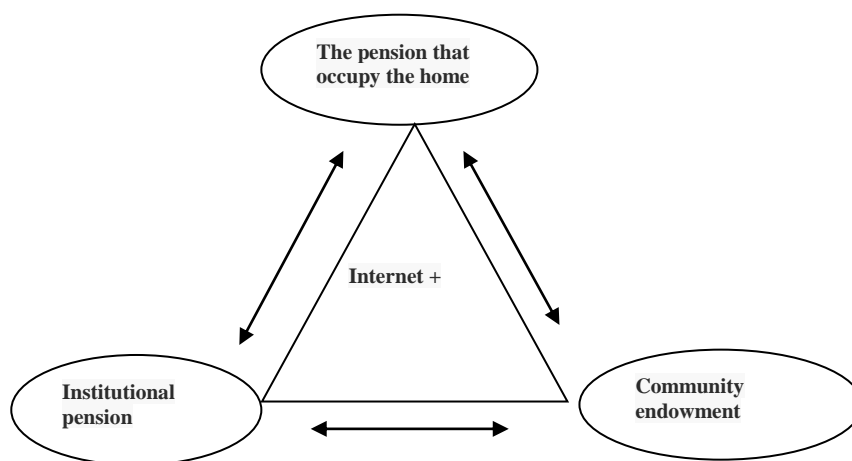 The pension that
occupy the home
Internet +
Institutional
pension
Community
endowment